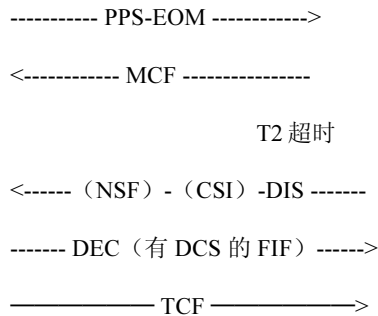 ----------- PPS-EOM ------------>
<------------ MCF ----------------
T2 超时
<------（NSF）-（CSI）-DIS -------
------- DEC（有 DCS 的 FIF）------>
—————— TCF ——————>